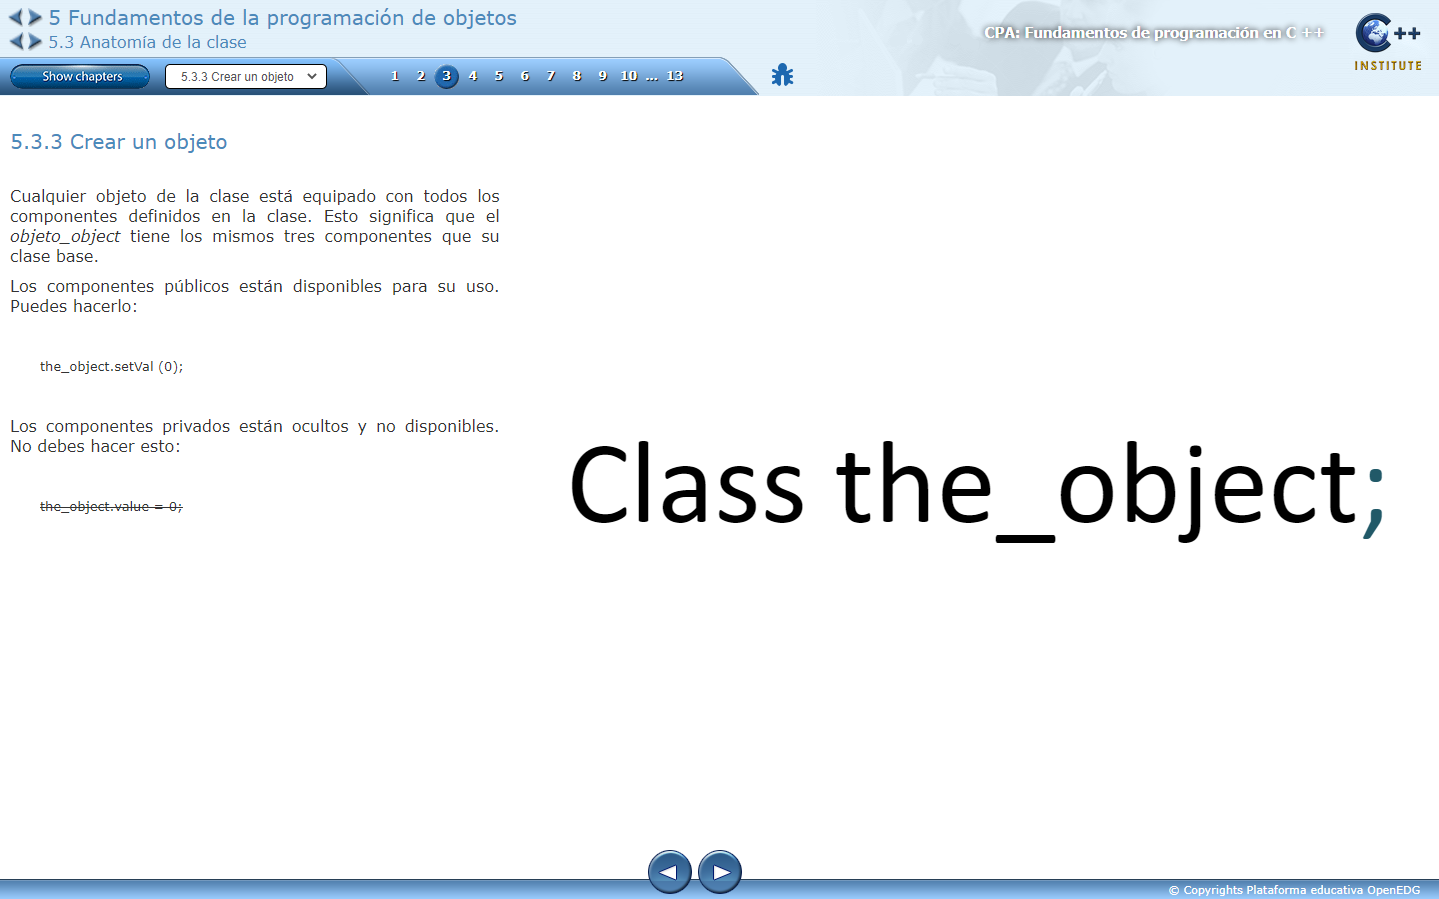 5 Fundamentos de la programación de objetos
5.3 Anatomía de la clase
CPA: Fundamentos de programación en C ++
C++
INSTITUTE
Show chapters
5.3.3 Crear un objeto
1 2 3 4 5 6 7 8 9 10 ... 13
5.3.3 Crear un objeto
Cualquier objeto de la clase está equipado con todos los
componentes definidos en la clase. Esto significa que el
objeto_object tiene los mismos tres componentes que su
clase base.
Los componentes públicos están disponibles para su uso.
Puedes hacerlo:
the_object.setVal (0);
Los componentes privados están ocultos y no disponibles.
No debes hacer esto:
the_object.value = 0;
Class the_object;
© Copyrights Plataforma educativa OpenEDG